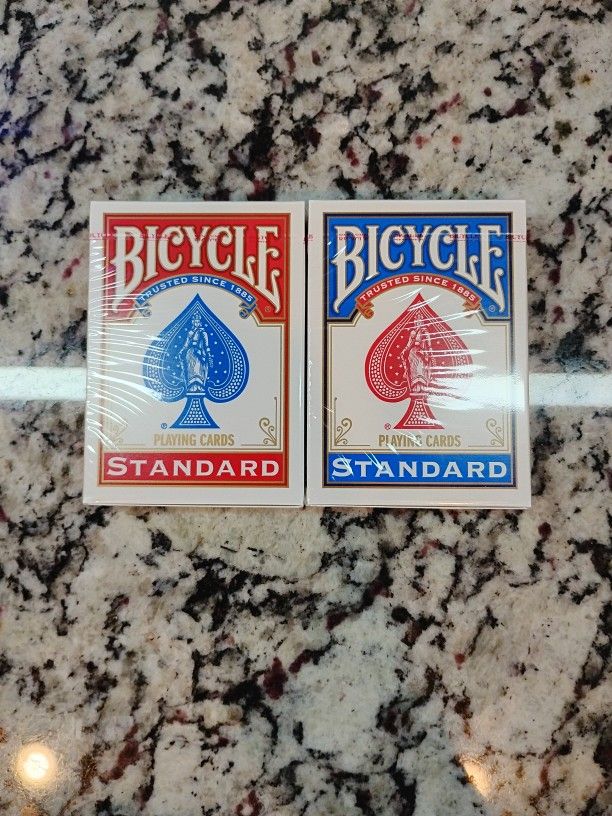 BICYCLE
®
TRUSTED SINCE 1885
®
PLAYING CARDS
STANDARD
BICYCLE
®
TRUSTED SINCE 1885
®
PLAYING CARDS
STANDARD